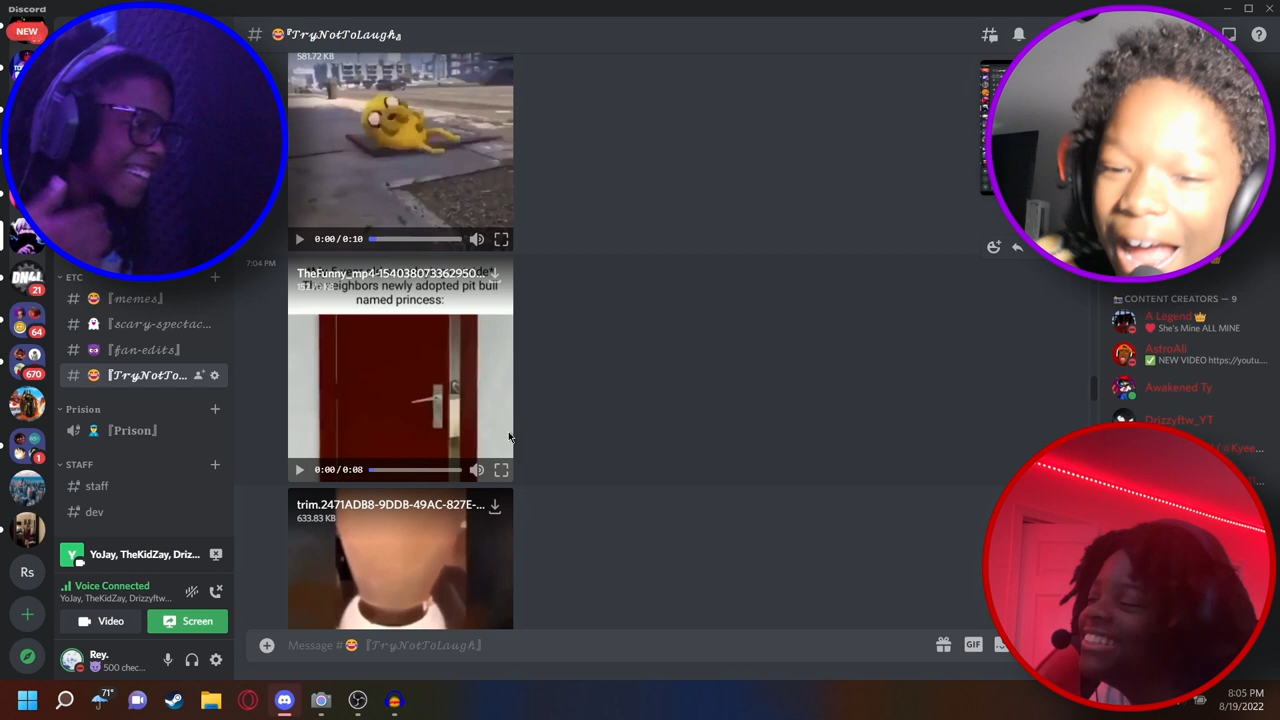 Discord
NEW
# 😂『TryNotToLaugh』
581.72 KB
0:00/0:10
7:04 PM
TheFunny_mp4-154038073362950...
neighbors newly adopted pit bull
named princess:
0:00/0:08
trim.2471ADB8-9DDB-49AC-827E-...
633.83 KB
Message #😂『TryNotToLaugh』
GIF
DN4L
21
64
670
1
Rs
ETC
# 😂『memes』
# 👻『scary-spectac...
# 😈『fan-edits』
# 😂『TryNotTo...
Prision
👮『Prison』
STAFF
# staff
# dev
Y
YoJay, TheKidZay, Driz...
Voice Connected
YoJay, TheKidZay, Drizzyftw...
Video
Screen
Rey.
😈 500 chec...
CONTENT CREATORS — 9
A Legend 👑
❤️ She's Mine ALL MINE
AstroAli
✅ NEW VIDEO https://youtu...
Awakened Ty
Drizzyftw_YT
(@Kyee...
71°
8:05 PM
8/19/2022